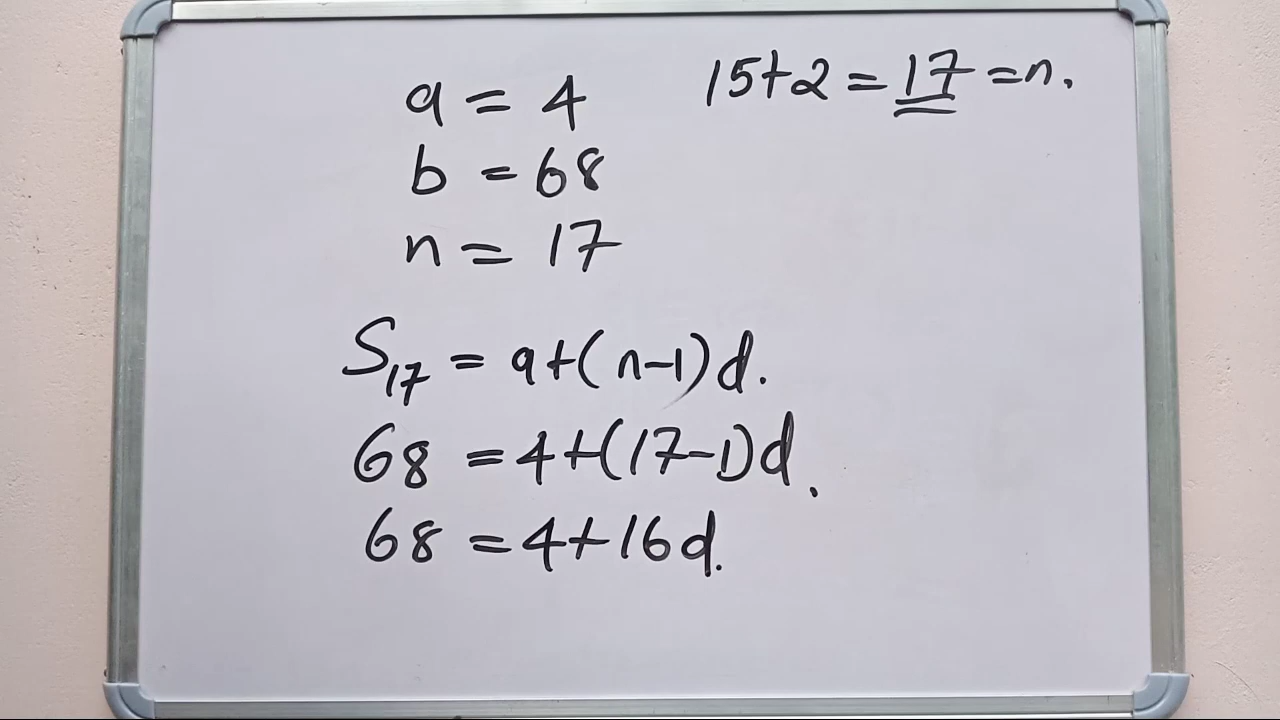 a = 4
15+2 = 17 = n.
b = 68
n = 17
S₁₇ = a+(n-1)d.
68 = 4+(17-1)d.
68 = 4+16d.